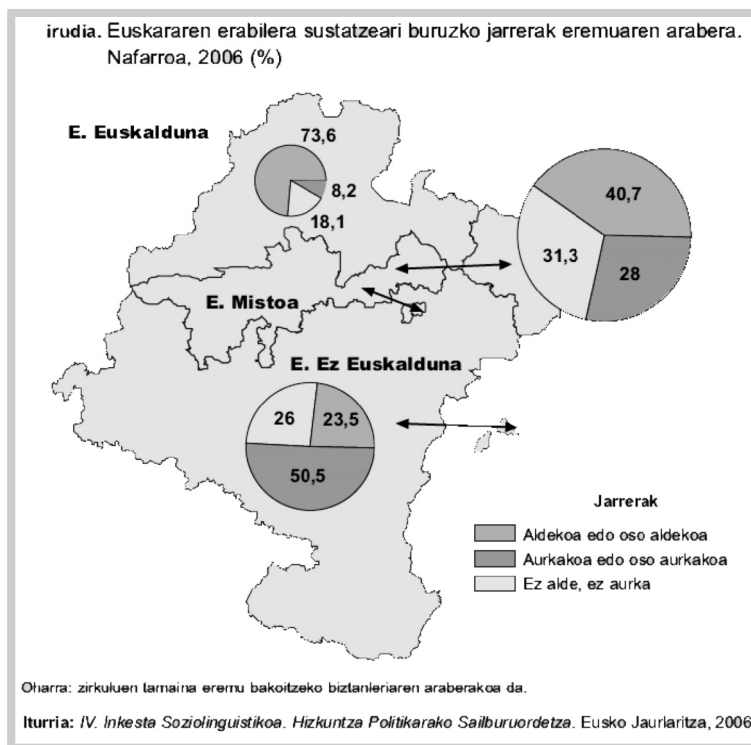 irudia. Euskararen erabilera sustatzeari buruzko jarrerak eremuaren arabera.
Nafarroa, 2006 (%)
E. Euskalduna
73,6
8,2
18,1
40,7
31,3
28
E. Mistoa
E. Ez Euskalduna
26
23,5
50,5
Jarrerak
Aldekoa edo oso aldekoa
Aurkakoa edo oso aurkakoa
Ez alde, ez aurka
Oharra: zirkuluen tamaina eremu bakoitzeko biztanleriaren araberakoa da.
Iturria: IV. Inkesta Soziolinguistikoa. Hizkuntza Politikarako Sailburuordetza. Eusko Jaurlaritza, 2006